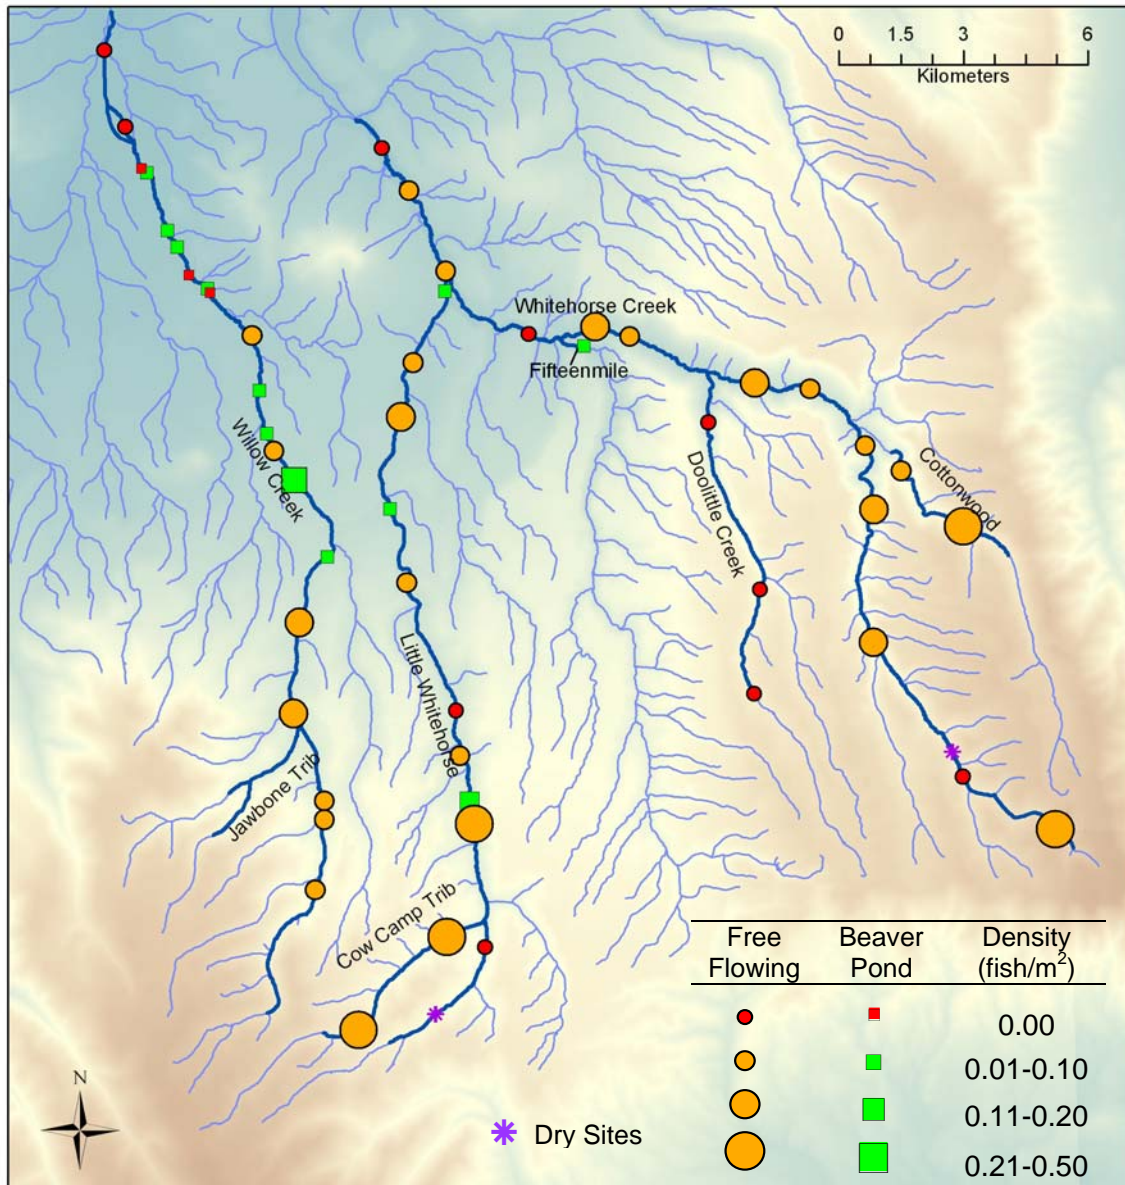 0 1.5 3 6
Kilometers
Whitehorse Creek
Fifteenmile
Willow Creek
Doolittle Creek
Cottonwood
Little Whitehorse
Jawbone Trib
Cow Camp Trib
Free Flowing
Beaver Pond
Density (fish/m²)
0.00
0.01-0.10
0.11-0.20
0.21-0.50
N
Dry Sites